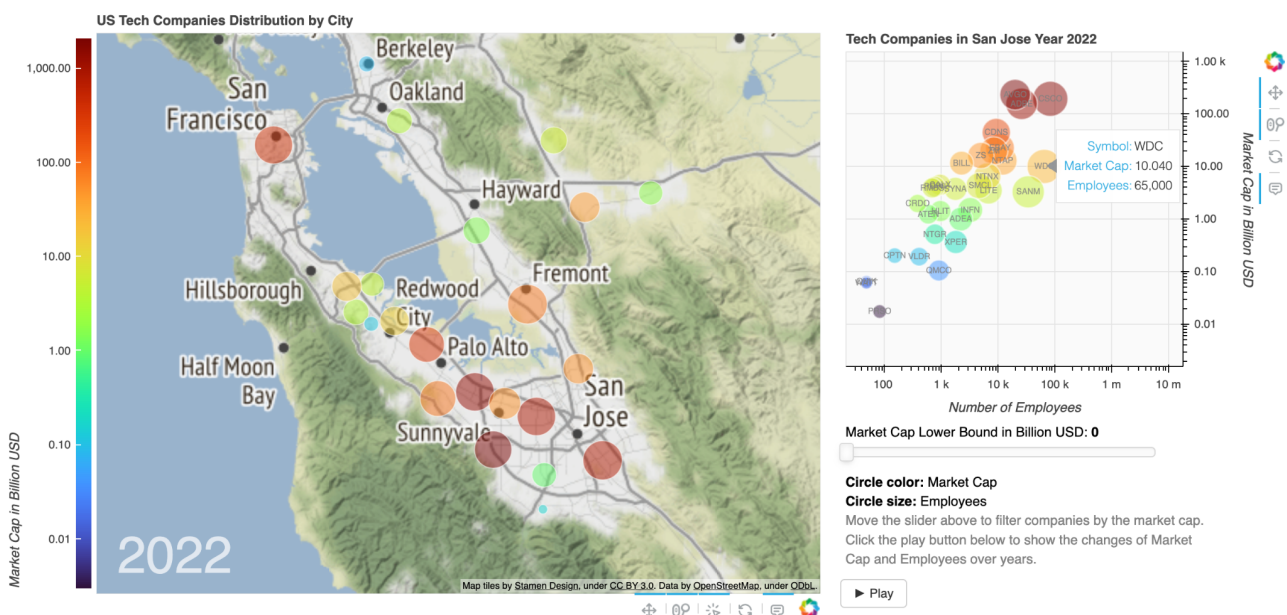 US Tech Companies Distribution by City
1,000.00
100.00
10.00
1.00
0.10
0.01
Market Cap in Billion USD
Berkeley
San
Francisco
Oakland
Hayward
Fremont
Hillsborough
Redwood
City
Half Moon
Bay
Palo Alto
San
Jose
Sunnyvale
2022
Map tiles by Stamen Design, under CC BY 3.0. Data by OpenStreetMap, under ODbL.
Tech Companies in San Jose Year 2022
1.00 k
100.00
10.00
1.00
0.10
0.01
Market Cap in Billion USD
CSCO
CDNS
ZS
NTAP
BILL
WDC
NTNX
SMCI
LITE
SANM
SYNA
CRDO
INFN
ADEA
NTGR
XPER
CPTN
VLDR
QMCO
Symbol: WDC
Market Cap: 10.040
Employees: 65,000
100
1 k
10 k
100 k
1 m
10 m
Number of Employees
Market Cap Lower Bound in Billion USD: 0
Circle color: Market Cap
Circle size: Employees
Move the slider above to filter companies by the market cap.
Click the play button below to show the changes of Market
Cap and Employees over years.
► Play